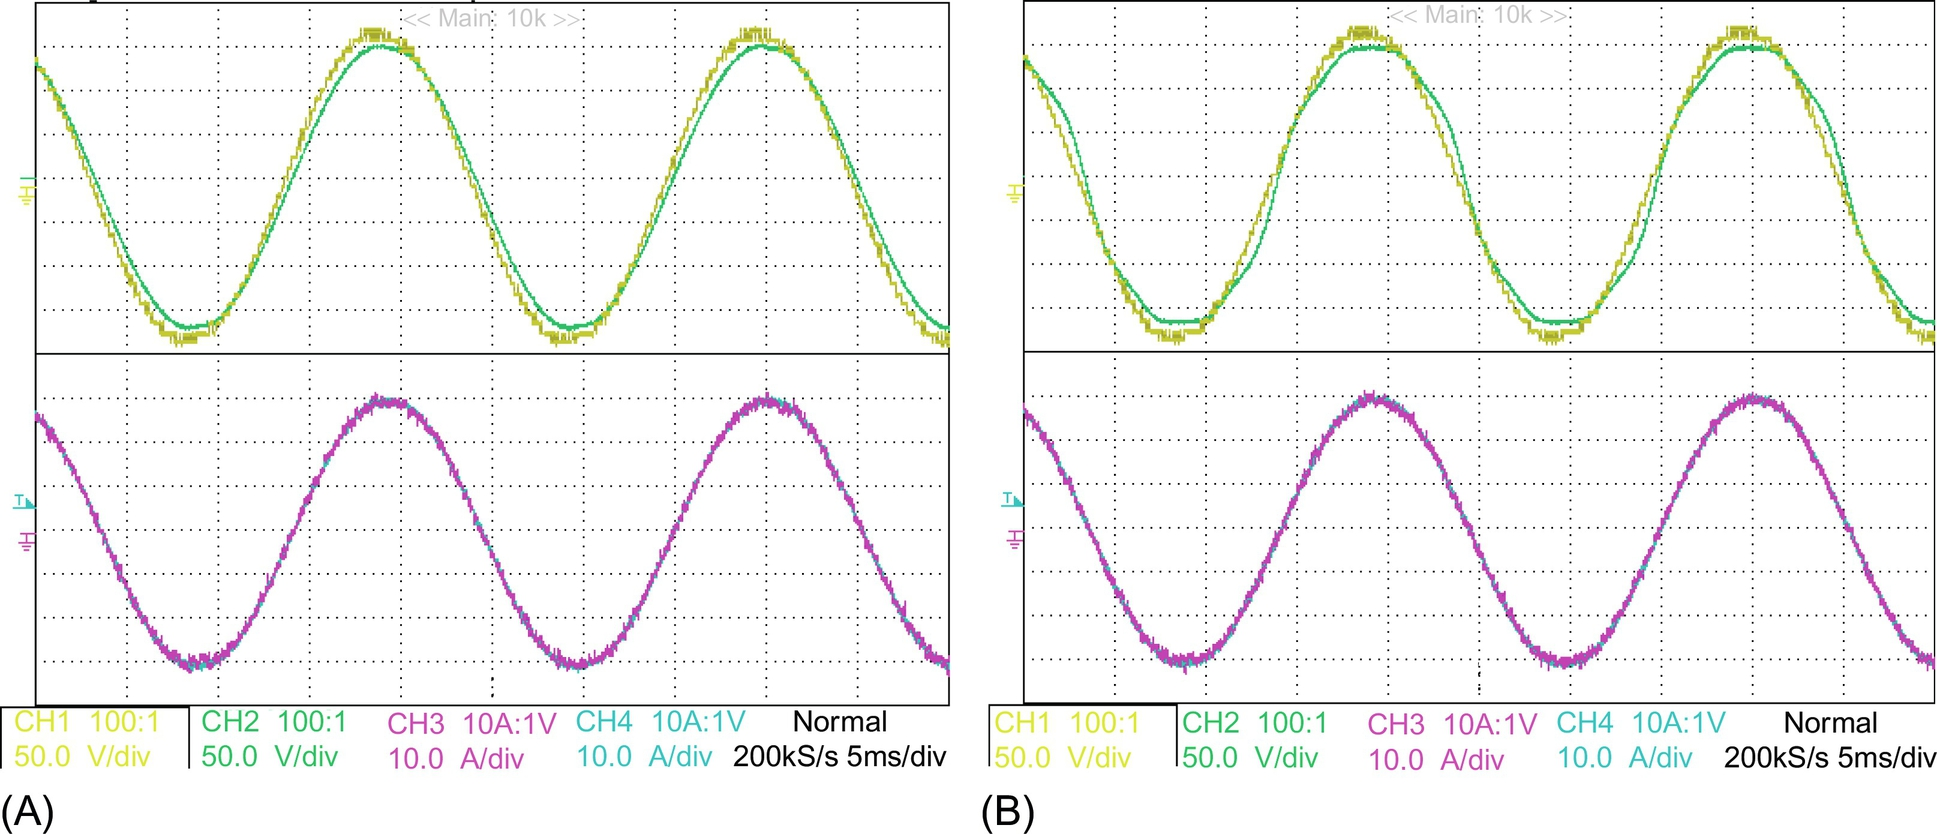 << Main: 10k >>
<< Main: 10k >>
T
T
CH1 100:1 CH2 100:1 CH3 10A:1V CH4 10A:1V Normal
50.0 V/div 50.0 V/div 10.0 A/div 10.0 A/div 200kS/s 5ms/div
CH1 100:1 CH2 100:1 CH3 10A:1V CH4 10A:1V Normal
50.0 V/div 50.0 V/div 10.0 A/div 10.0 A/div 200kS/s 5ms/div
(A)
(B)